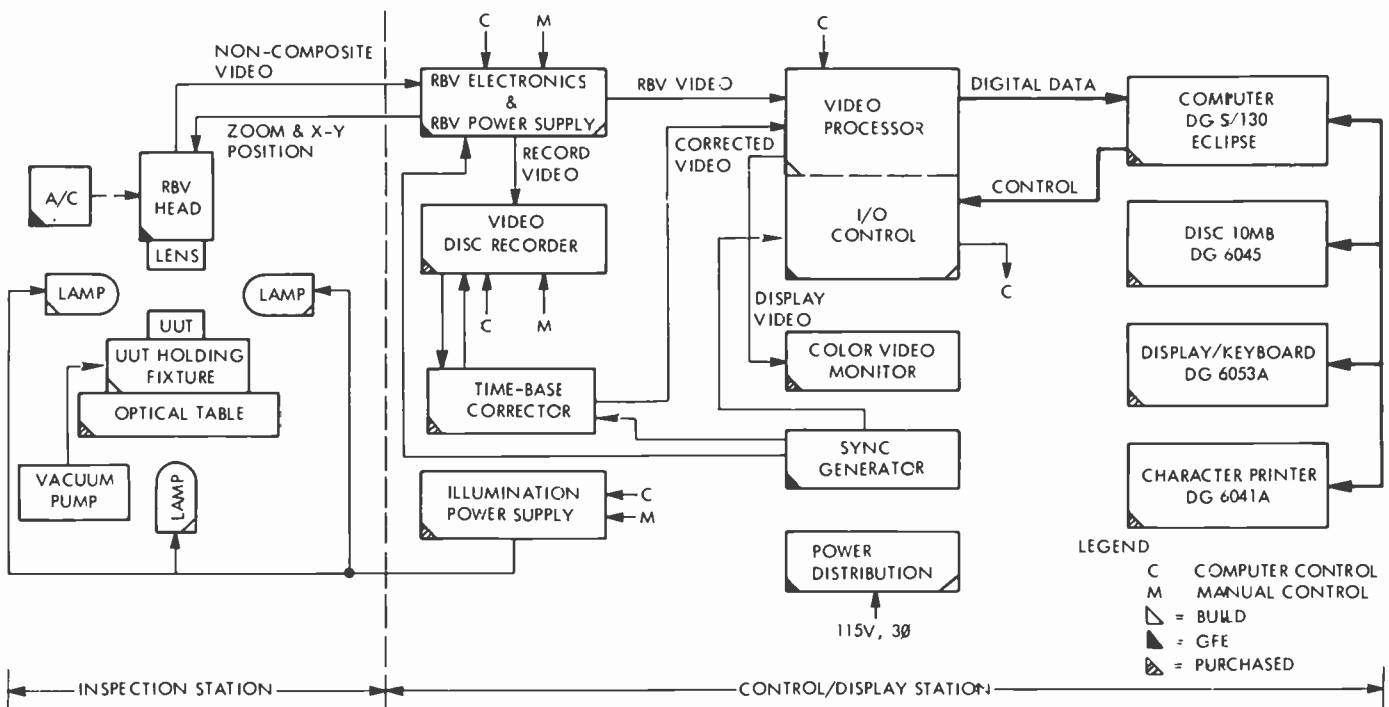 C
M
C
NON-COMPOSITE
VIDEO
RBV ELECTRONICS
&
RBV POWER SUPPLY
RBV VIDEO
VIDEO
PROCESSOR
DIGITAL DATA
COMPUTER
DG S/130
ECLIPSE
ZOOM & X-Y
POSITION
RECORD
VIDEO
CORRECTED
VIDEO
A/C
RBV
HEAD
LENS
VIDEO
DISC RECORDER
I/O
CONTROL
CONTROL
DISC 10MB
DG 6045
LAMP
LAMP
C
M
C
DISPLAY
VIDEO
UUT
UUT HOLDING
FIXTURE
OPTICAL TABLE
TIME-BASE
CORRECTOR
COLOR VIDEO
MONITOR
DISPLAY/KEYBOARD
DG 6053A
VACUUM
PUMP
LAMP
ILLUMINATION
POWER SUPPLY
C
M
SYNC
GENERATOR
CHARACTER PRINTER
DG 6041A
POWER
DISTRIBUTION
115V, 3Ø
LEGEND
C COMPUTER CONTROL
M MANUAL CONTROL
= BUILD
= GFE
= PURCHASED
INSPECTION STATION
CONTROL/DISPLAY STATION